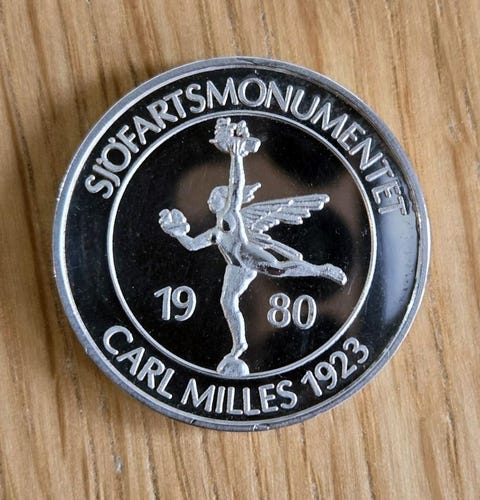 SJÖFARTSMONUMENTET
19 80
CARL MILLES 1923